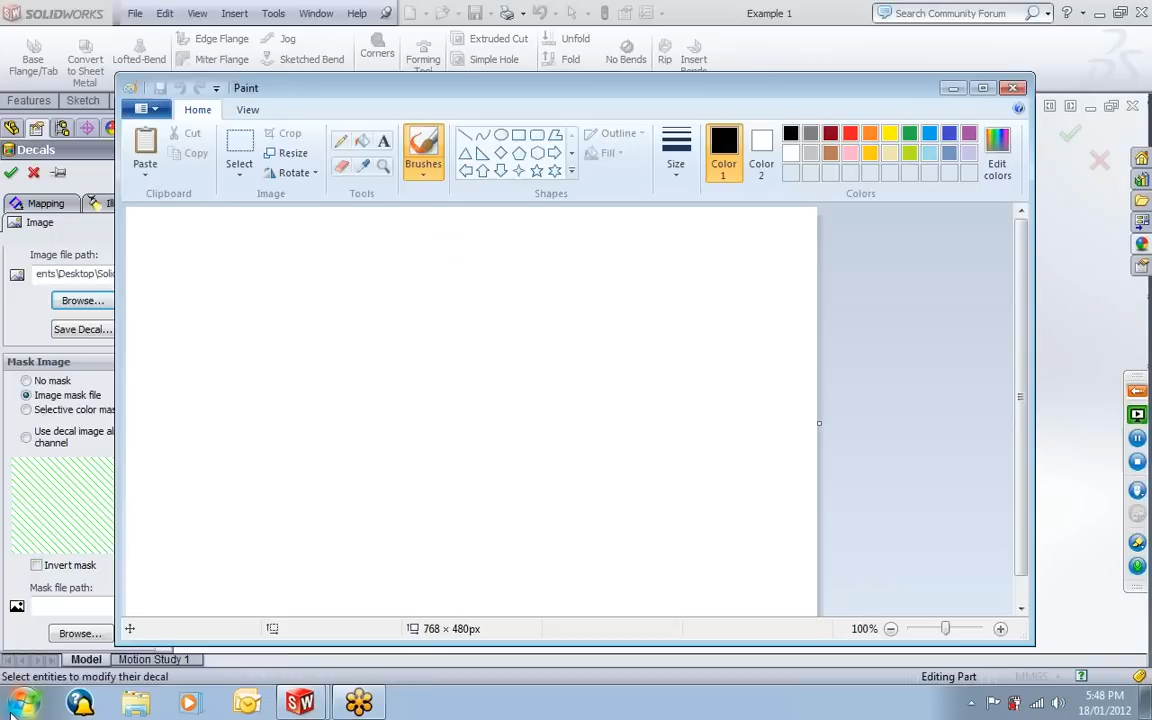 SOLIDWORKS File Edit View Insert Tools Window Help Example 1 Search Community Forum
Base Flange/Tab Convert to Sheet Metal Lofted-Bend Edge Flange Miter Flange Jog Sketched Bend Corners Forming Tool Extruded Cut Simple Hole Unfold Fold No Bends Rip Insert Bends
Features Sketch
Paint
Home View
Decals
Paste Cut Copy Select Crop Resize Rotate Brushes Outline Fill Size Color 1 Color 2 Edit colors
Clipboard Image Tools Shapes Colors
Mapping
Image
Image file path:
ents\Desktop\Solid
Browse...
Save Decal...
Mask Image
No mask
Image mask file
Selective color mas
Use decal image al
channel
Invert mask
Mask file path:
Browse...
768 × 480px 100%
Model Motion Study 1
Select entities to modify their decal Editing Part MMGS
5:48 PM
18/01/2012